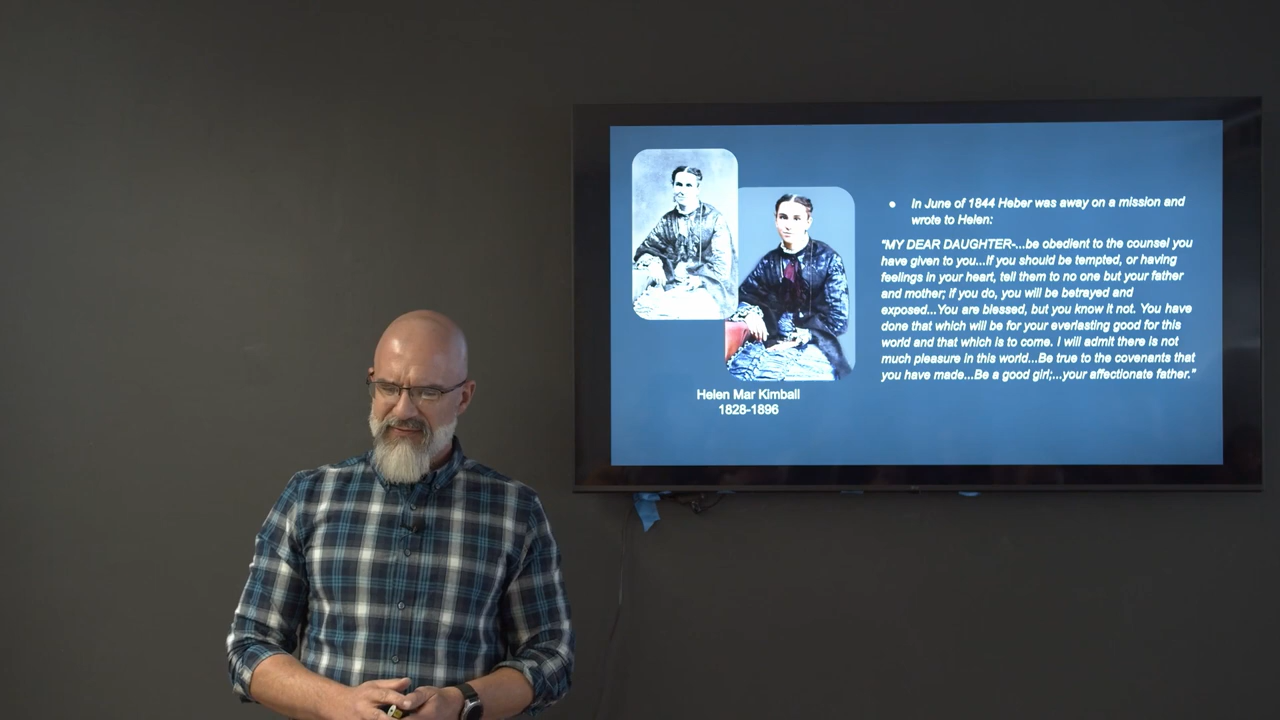 Helen Mar Kimball
1828-1896
● In June of 1844 Heber was away on a mission and
wrote to Helen:
"MY DEAR DAUGHTER-...be obedient to the counsel you
have given to you...If you should be tempted, or having
feelings in your heart, tell them to no one but your father
and mother; if you do, you will be betrayed and
exposed...You are blessed, but you know it not. You have
done that which will be for your everlasting good for this
world and that which is to come. I will admit there is not
much pleasure in this world...Be true to the covenants that
you have made...Be a good girl;...your affectionate father."